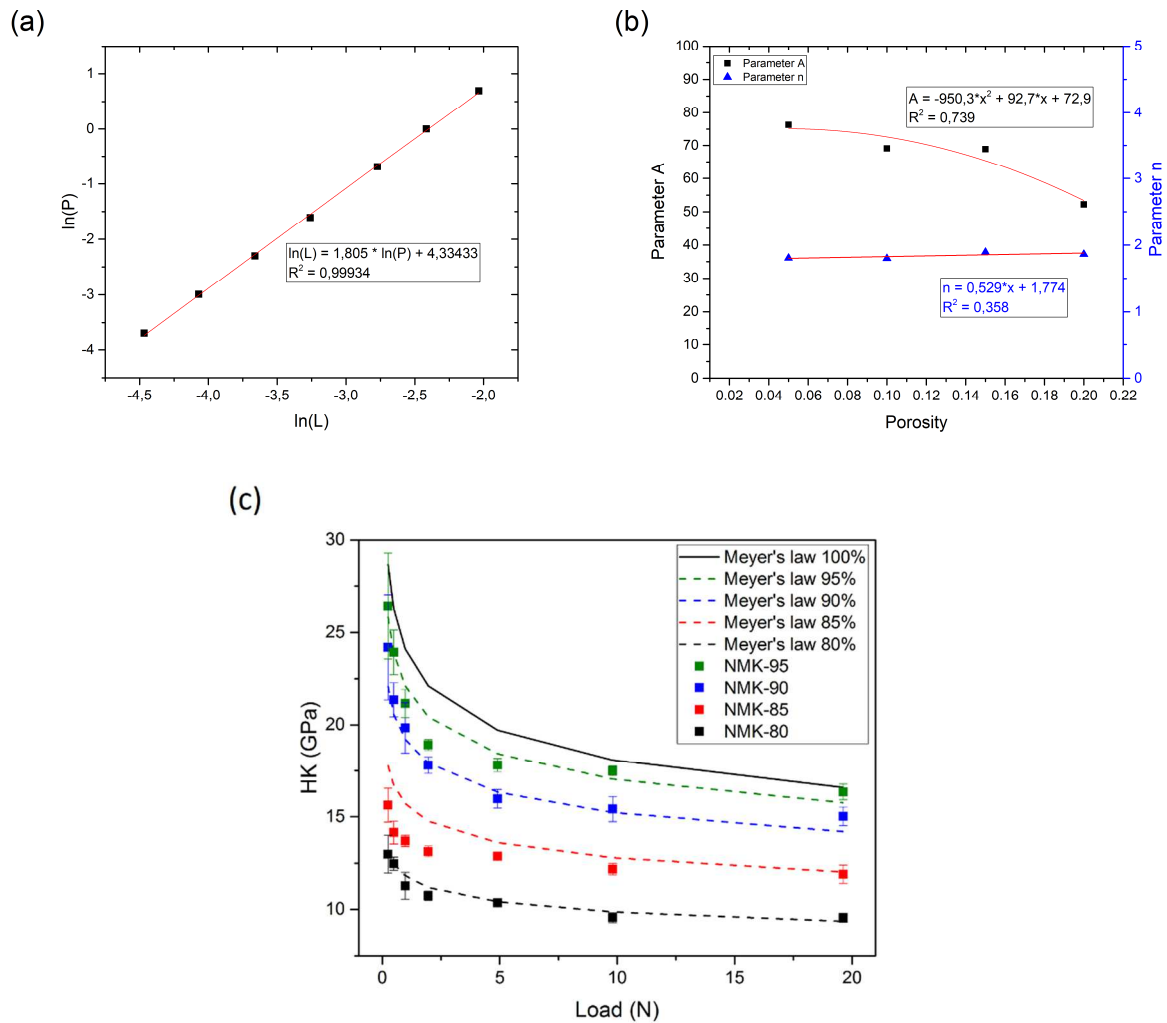 (a)
1
0
-1
-2
-3
-4
ln(P)
ln(L) = 1,805 * ln(P) + 4,33433
R² = 0,99934
-4,5 -4,0 -3,5 -3,0 -2,5 -2,0
ln(L)
(b)
100
90
80
70
60
50
40
30
20
10
0
Parameter A
Parameter A
Parameter n
A = -950,3*x² + 92,7*x + 72,9
R² = 0,739
n = 0,529*x + 1,774
R² = 0,358
5
4
3
2
1
0
Parameter n
0.02 0.04 0.06 0.08 0.10 0.12 0.14 0.16 0.18 0.20 0.22
Porosity
(c)
30
25
20
15
10
HK (GPa)
Meyer's law 100%
Meyer's law 95%
Meyer's law 90%
Meyer's law 85%
Meyer's law 80%
NMK-95
NMK-90
NMK-85
NMK-80
0 5 10 15 20
Load (N)